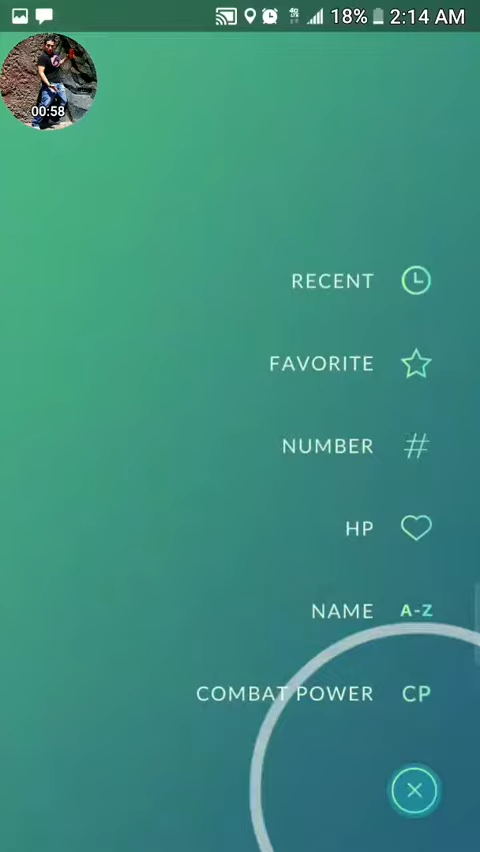 18% 2:14 AM
00:58
RECENT
FAVORITE
NUMBER #
HP
NAME A-Z
COMBAT POWER CP